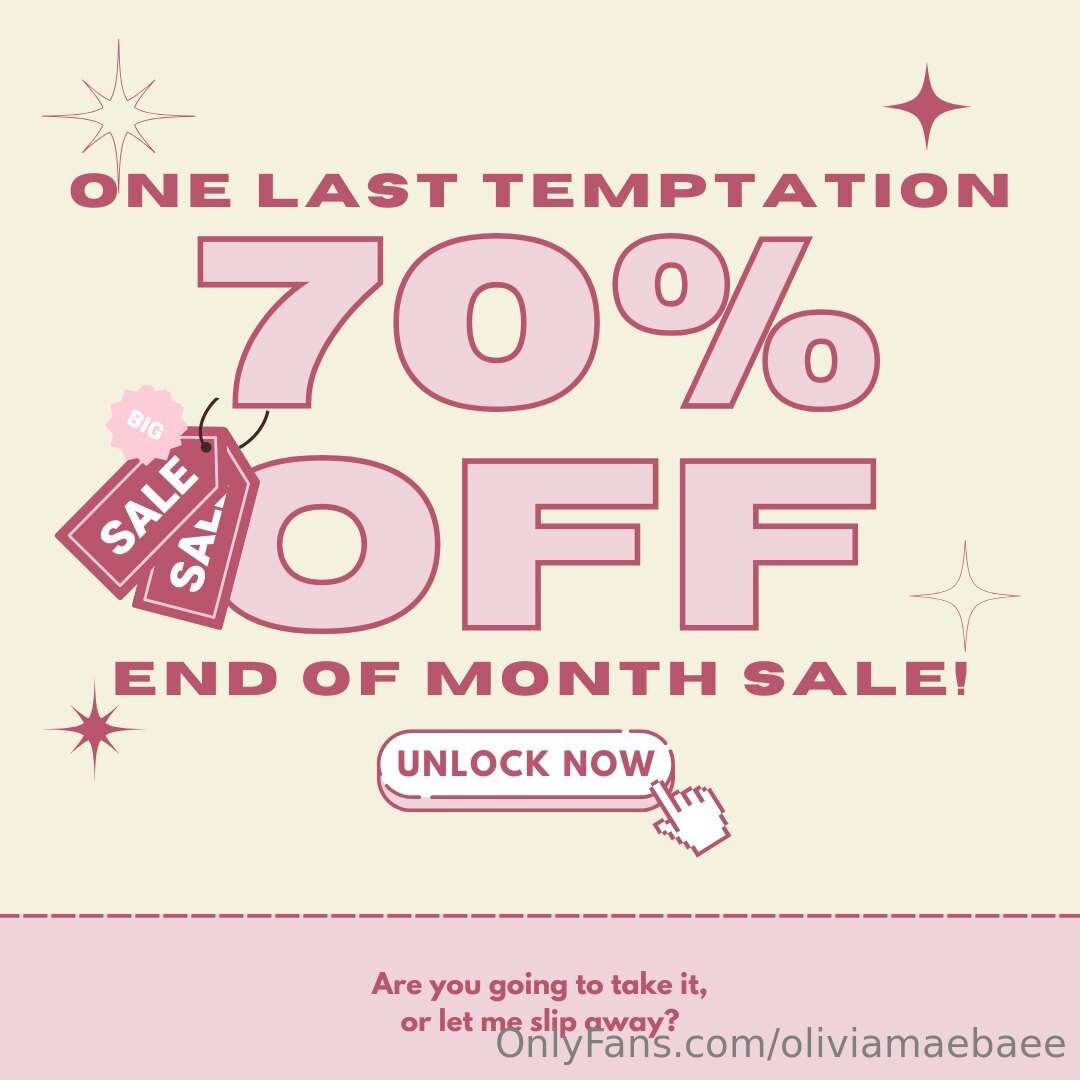 ONE LAST TEMPTATION
70%
OFF
BIG
SALE
SALE
END OF MONTH SALE!
UNLOCK NOW
Are you going to take it,
or let me slip away?
OnlyFans.com/oliviamaebaee